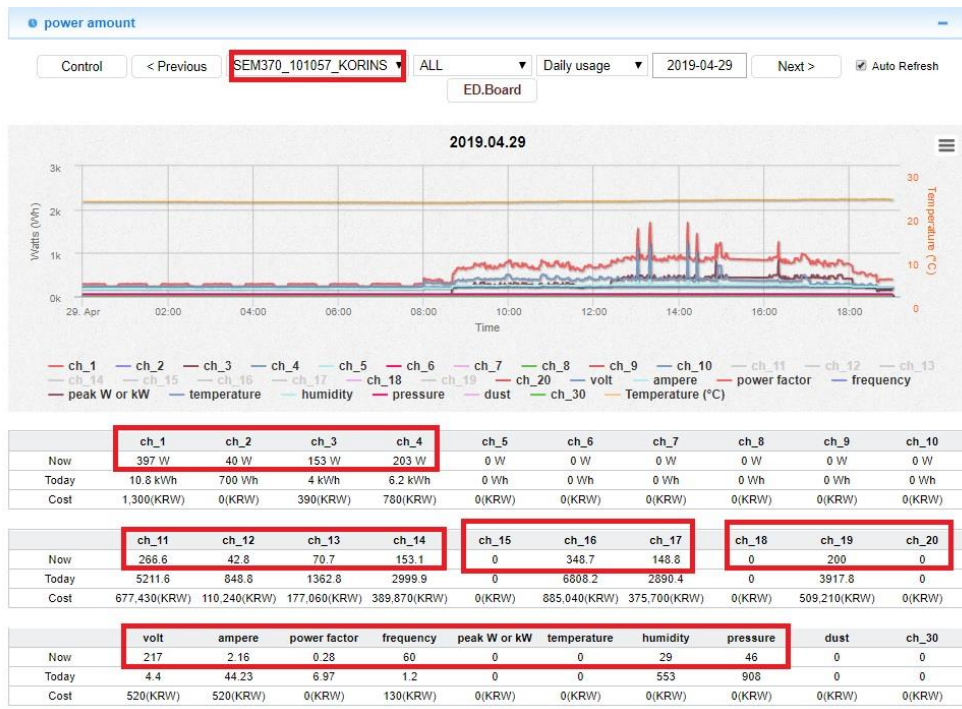 power amount
Control < Previous SEM370_101057_KORINS ALL Daily usage 2019-04-29 Next > Auto Refresh
ED.Board
2019.04.29
3k
2k
1k
0k
Watts (Wh)
30
20
10
0
Temperature (°C)
29. Apr 02:00 04:00 06:00 08:00 10:00 12:00 14:00 16:00 18:00
Time
ch_1 ch_2 ch_3 ch_4 ch_5 ch_6 ch_7 ch_8 ch_9 ch_10 ch_11 ch_12 ch_13
ch_14 ch_15 ch_16 ch_17 ch_18 ch_19 ch_20 volt ampere power factor frequency
peak W or kW temperature humidity pressure dust ch_30 Temperature (°C)
ch_1 ch_2 ch_3 ch_4 ch_5 ch_6 ch_7 ch_8 ch_9 ch_10
Now 397 W 40 W 153 W 203 W 0 W 0 W 0 W 0 W 0 W 0 W
Today 10.8 kWh 700 Wh 4 kWh 6.2 kWh 0 Wh 0 Wh 0 Wh 0 Wh 0 Wh 0 Wh
Cost 1,300(KRW) 0(KRW) 390(KRW) 780(KRW) 0(KRW) 0(KRW) 0(KRW) 0(KRW) 0(KRW) 0(KRW)
ch_11 ch_12 ch_13 ch_14 ch_15 ch_16 ch_17 ch_18 ch_19 ch_20
Now 266.6 42.8 70.7 153.1 0 348.7 148.8 0 200 0
Today 5211.6 848.8 1362.8 2999.9 0 6808.2 2890.4 0 3917.8 0
Cost 677,430(KRW) 110,240(KRW) 177,060(KRW) 389,870(KRW) 0(KRW) 885,040(KRW) 375,700(KRW) 0(KRW) 509,210(KRW) 0(KRW)
volt ampere power factor frequency peak W or kW temperature humidity pressure dust ch_30
Now 217 2.16 0.28 60 0 0 29 46 0 0
Today 4.4 44.23 6.97 1.2 0 0 553 908 0 0
Cost 520(KRW) 520(KRW) 0(KRW) 130(KRW) 0(KRW) 0(KRW) 0(KRW) 0(KRW) 0(KRW) 0(KRW)